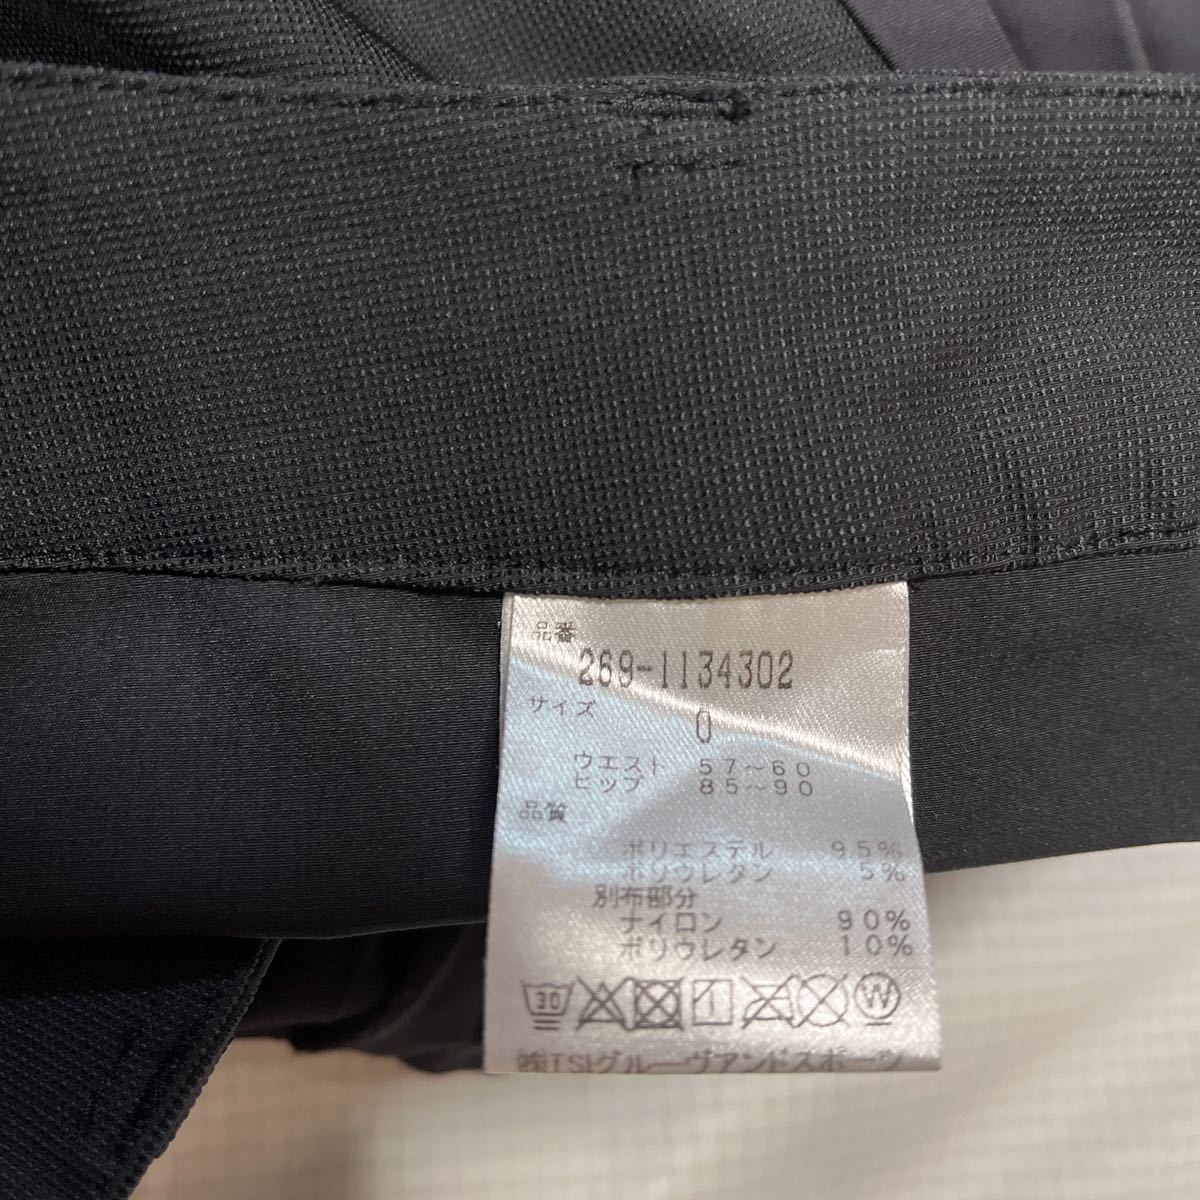 品番
269-1134302
サイズ 0
ウエスト 57〜60
ヒップ 85〜90
品質
ポリエステル 95%
ポリウレタン 5%
別布部分
ナイロン 90%
ポリウレタン 10%
30 W
㈱TSIグルーヴアンドスポーツ